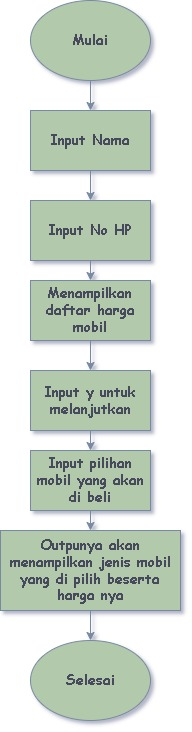 Mulai
Input Nama
Input No HP
Menampilkan
daftar harga
mobil
Input y untuk
melanjutkan
Input pilihan
mobil yang akan
di beli
Outpunya akan
menampilkan jenis mobil
yang di pilih beserta
harga nya
Selesai